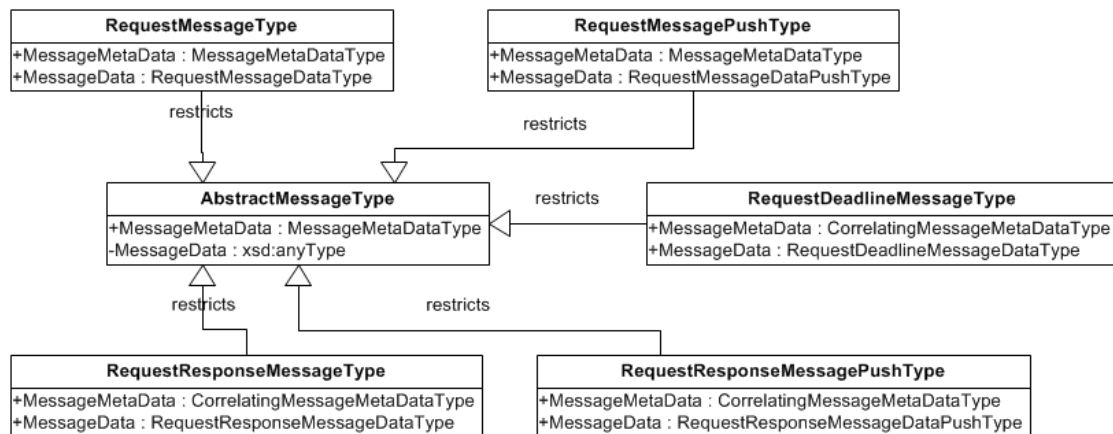 RequestMessageType
+MessageMetaData : MessageMetaDataType
+MessageData : RequestMessageDataType
RequestMessagePushType
+MessageMetaData : MessageMetaDataType
+MessageData : RequestMessageDataPushType
restricts
restricts
AbstractMessageType
+MessageMetaData : MessageMetaDataType
-MessageData : xsd:anyType
restricts
RequestDeadlineMessageType
+MessageMetaData : CorrelatingMessageMetaDataType
+MessageData : RequestDeadlineMessageDataType
restricts
restricts
RequestResponseMessageType
+MessageMetaData : CorrelatingMessageMetaDataType
+MessageData : RequestResponseMessageDataType
RequestResponseMessagePushType
+MessageMetaData : CorrelatingMessageMetaDataType
+MessageData : RequestResponseMessageDataPushType